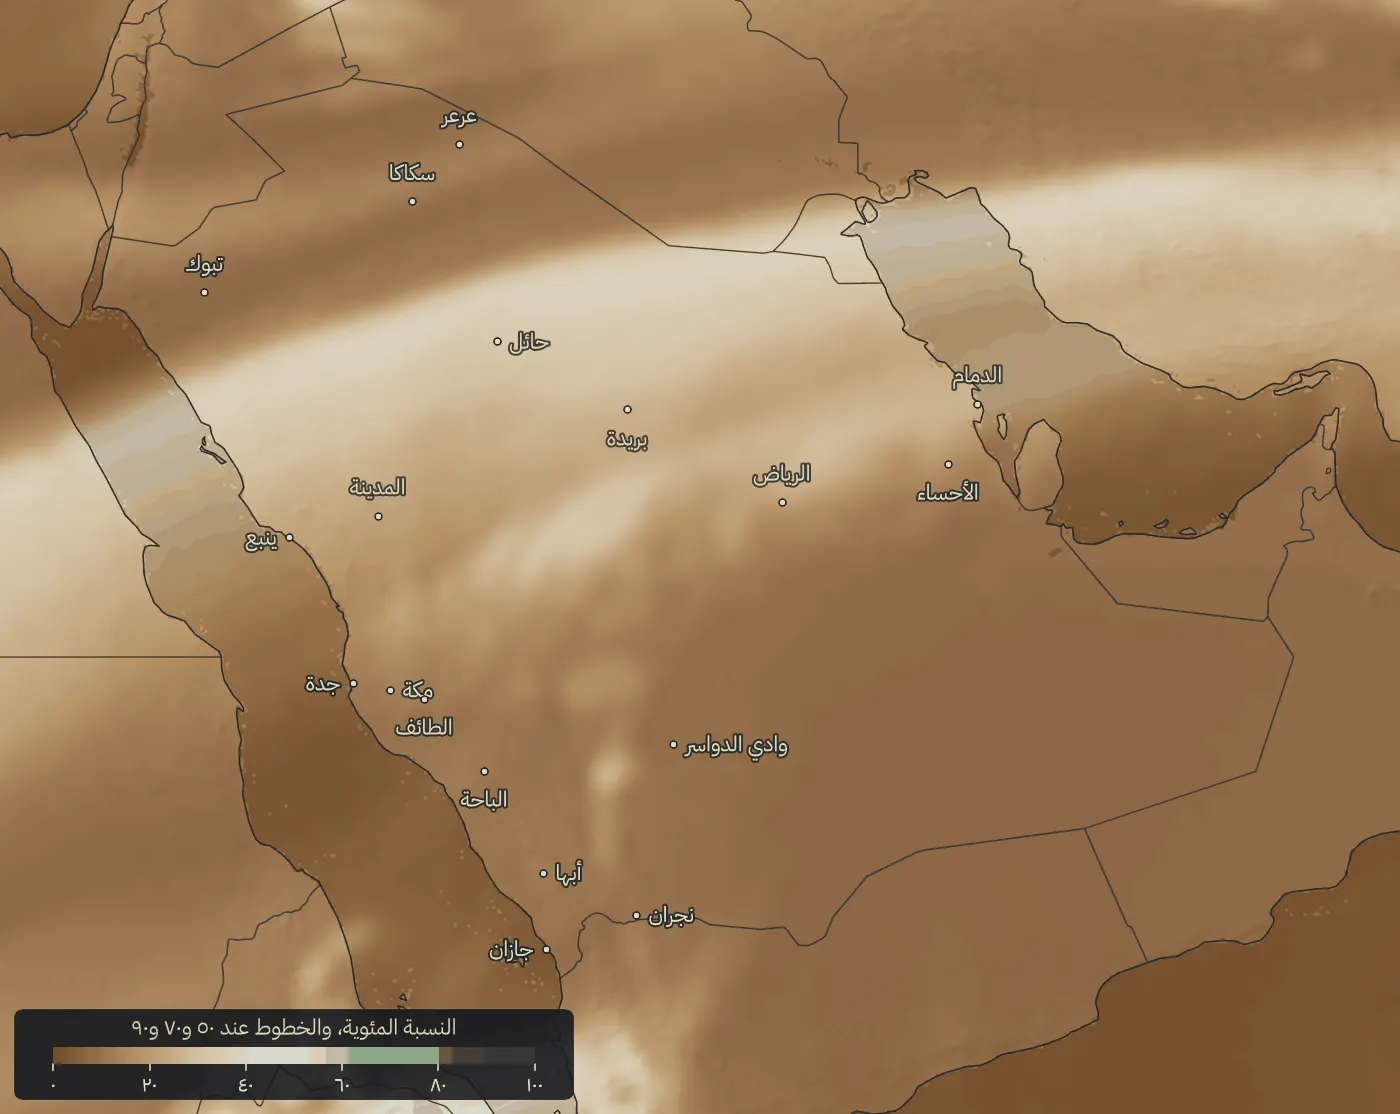 عرعر
سكاكا
تبوك
حائل
الدمام
بريدة
الرياض
الأحساء
المدينة
ينبع
جدة
مكة
الطائف
وادي الدواسر
الباحة
أبها
نجران
جازان
النسبة المئوية، والخطوط عند ٥٠ و٧٠ و٩٠
٠ ٢٠ ٤٠ ٦٠ ٨٠ ١٠٠